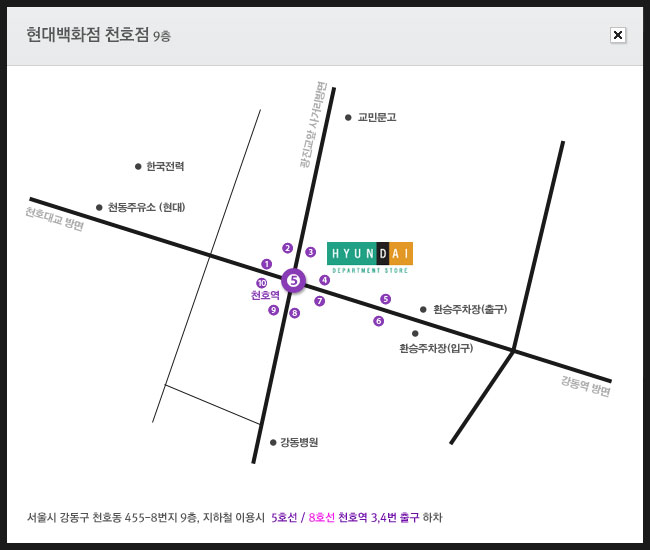 현대백화점 천호점 9층
광진교앞 사거리방면
교민문고
한국전력
천동주유소 (현대)
천호대교 방면
2
3
HYUNDAI
DEPARTMENT STORE
1
10
5
4
천호역
7
5
9
8
6
환승주차장(출구)
환승주차장(입구)
강동역 방면
강동병원
서울시 강동구 천호동 455-8번지 9층, 지하철 이용시 5호선 / 8호선 천호역 3,4번 출구 하차